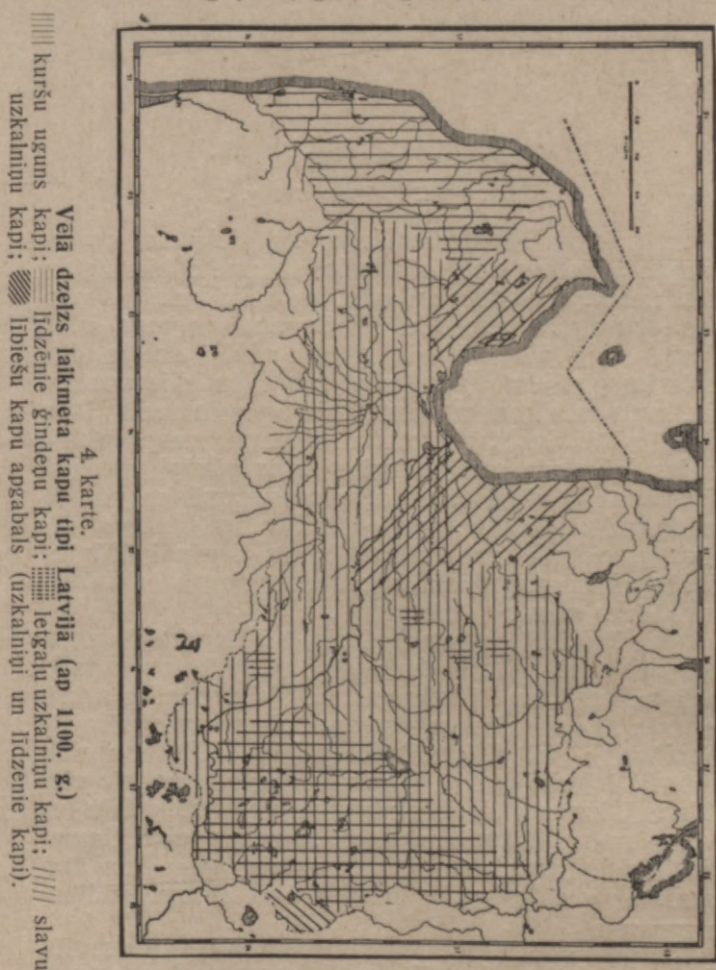 4. karte.
Vēlā dzelzs laikmeta kapu tipi Latvijā (ap 1100. g.)
kuršu uguns kapi; līdzēnie ģindeņu kapi; letgaļu uzkalniņu kapi; slavu
uzkalniņu kapi; lībiešu kapu apgabals (uzkalniņi un līdzenie kapi).